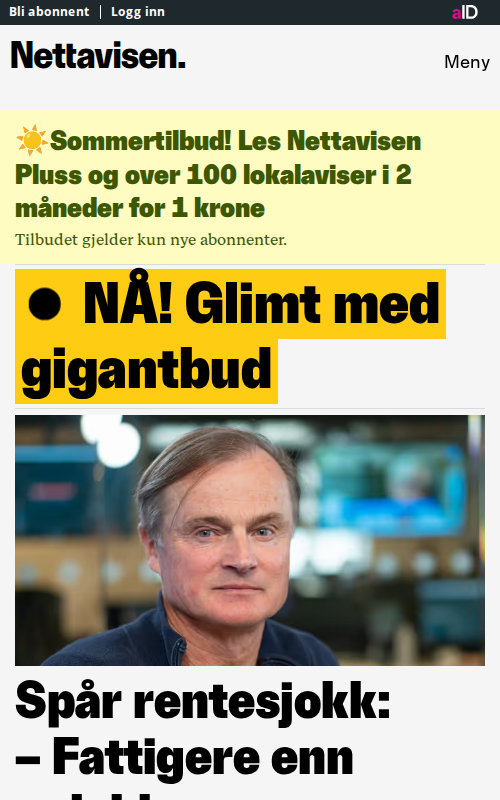 Bli abonnent
Logg inn
aID
Nettavisen.
Meny
Sommertilbud! Les Nettavisen
Pluss og over 100 lokalaviser i 2
måneder for 1 krone
Tilbudet gjelder kun nye abonnenter.
NÅ! Glimt med
gigantbud
Spår rentesjokk:
– Fattigere enn